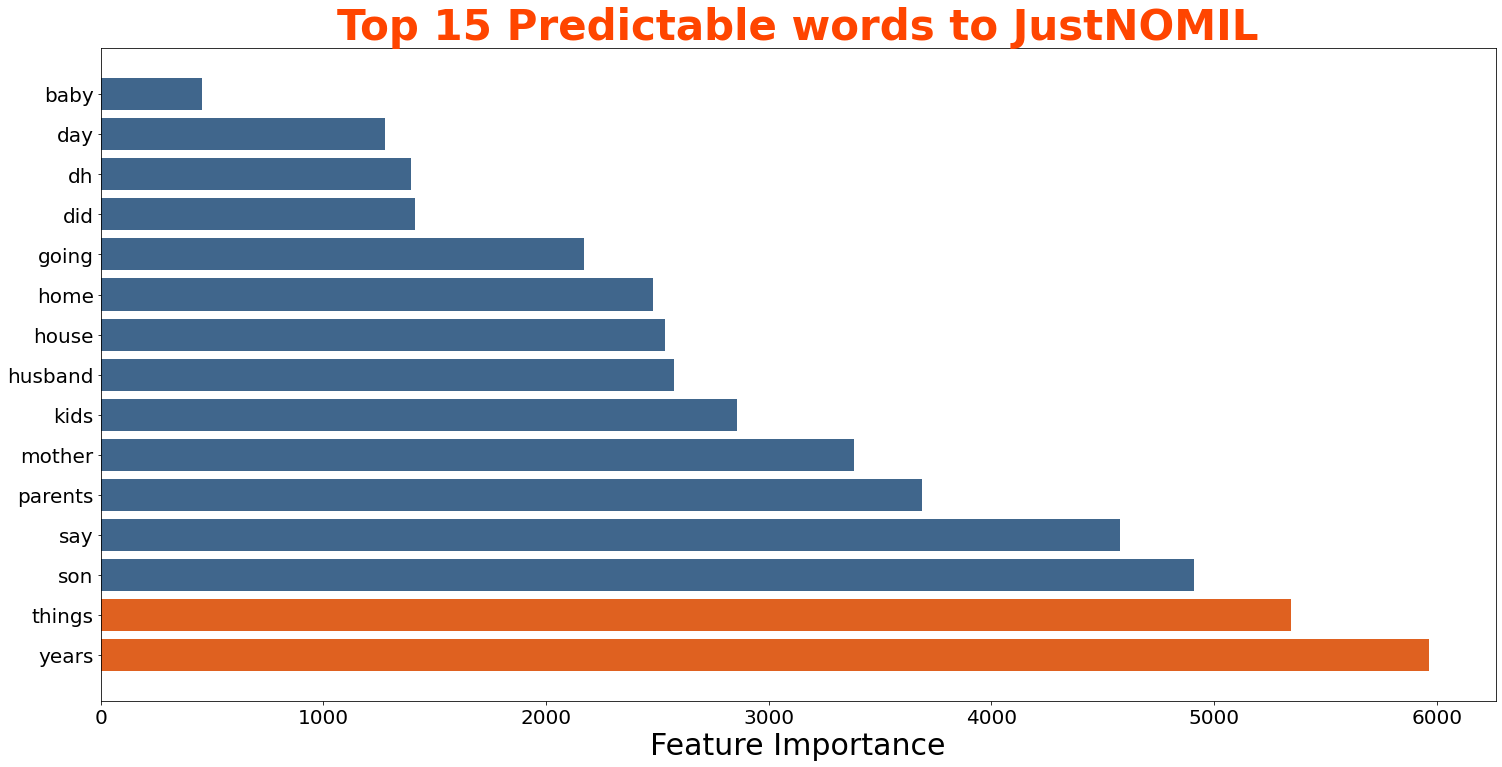 Top 15 Predictable words to JustNOMIL
baby
day
dh
did
going
home
house
husband
kids
mother
parents
say
son
things
years
0 1000 2000 3000 4000 5000 6000
Feature Importance